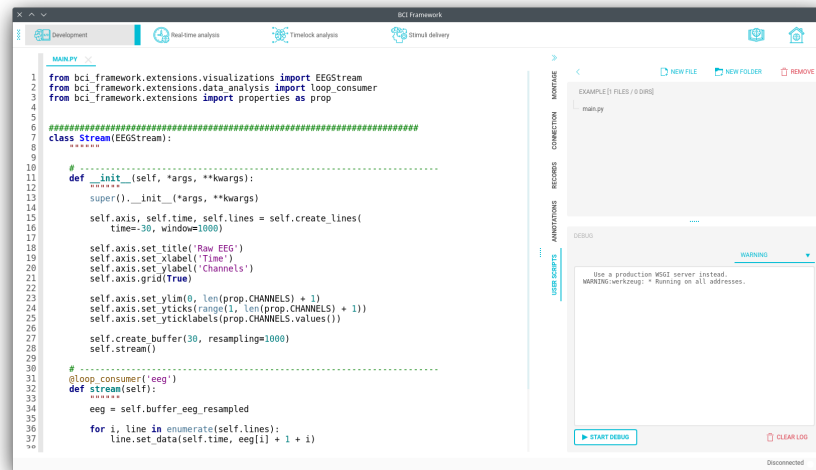 BCI Framework
Development
Real-time analysis
Timelock analysis
Stimuli delivery
MAIN.PY
1 from bci_framework.extensions.visualizations import EEGStream
2 from bci_framework.extensions.data_analysis import loop_consumer
3 from bci_framework.extensions import properties as prop
4
5
6 ########################################################################
7 class Stream(EEGStream):
8     """"""
9
10     # ----------------------------------------------------------------------
11     def __init__(self, *args, **kwargs):
12         """"""
13         super().__init__(*args, **kwargs)
14
15         self.axis, self.time, self.lines = self.create_lines(
16             time=-30, window=1000)
17
18         self.axis.set_title('Raw EEG')
19         self.axis.set_xlabel('Time')
20         self.axis.set_ylabel('Channels')
21         self.axis.grid(True)
22
23         self.axis.set_ylim(0, len(prop.CHANNELS) + 1)
24         self.axis.set_yticks(range(1, len(prop.CHANNELS) + 1))
25         self.axis.set_yticklabels(prop.CHANNELS.values())
26
27         self.create_buffer(30, resampling=1000)
28         self.stream()
29
30     # ----------------------------------------------------------------------
31     @loop_consumer('eeg')
32     def stream(self):
33         """"""
34         eeg = self.buffer_eeg_resampled
35
36         for i, line in enumerate(self.lines):
37             line.set_data(self.time, eeg[i] + 1 + i)
MONTAGE
CONNECTION
RECORDS
ANNOTATIONS
USER SCRIPTS
NEW FILE
NEW FOLDER
REMOVE
EXAMPLE [1 FILES / 0 DIRS]
main.py
DEBUG
WARNING
Use a production WSGI server instead.
WARNING:werkzeug: * Running on all addresses.
START DEBUG
CLEAR LOG
Disconnected